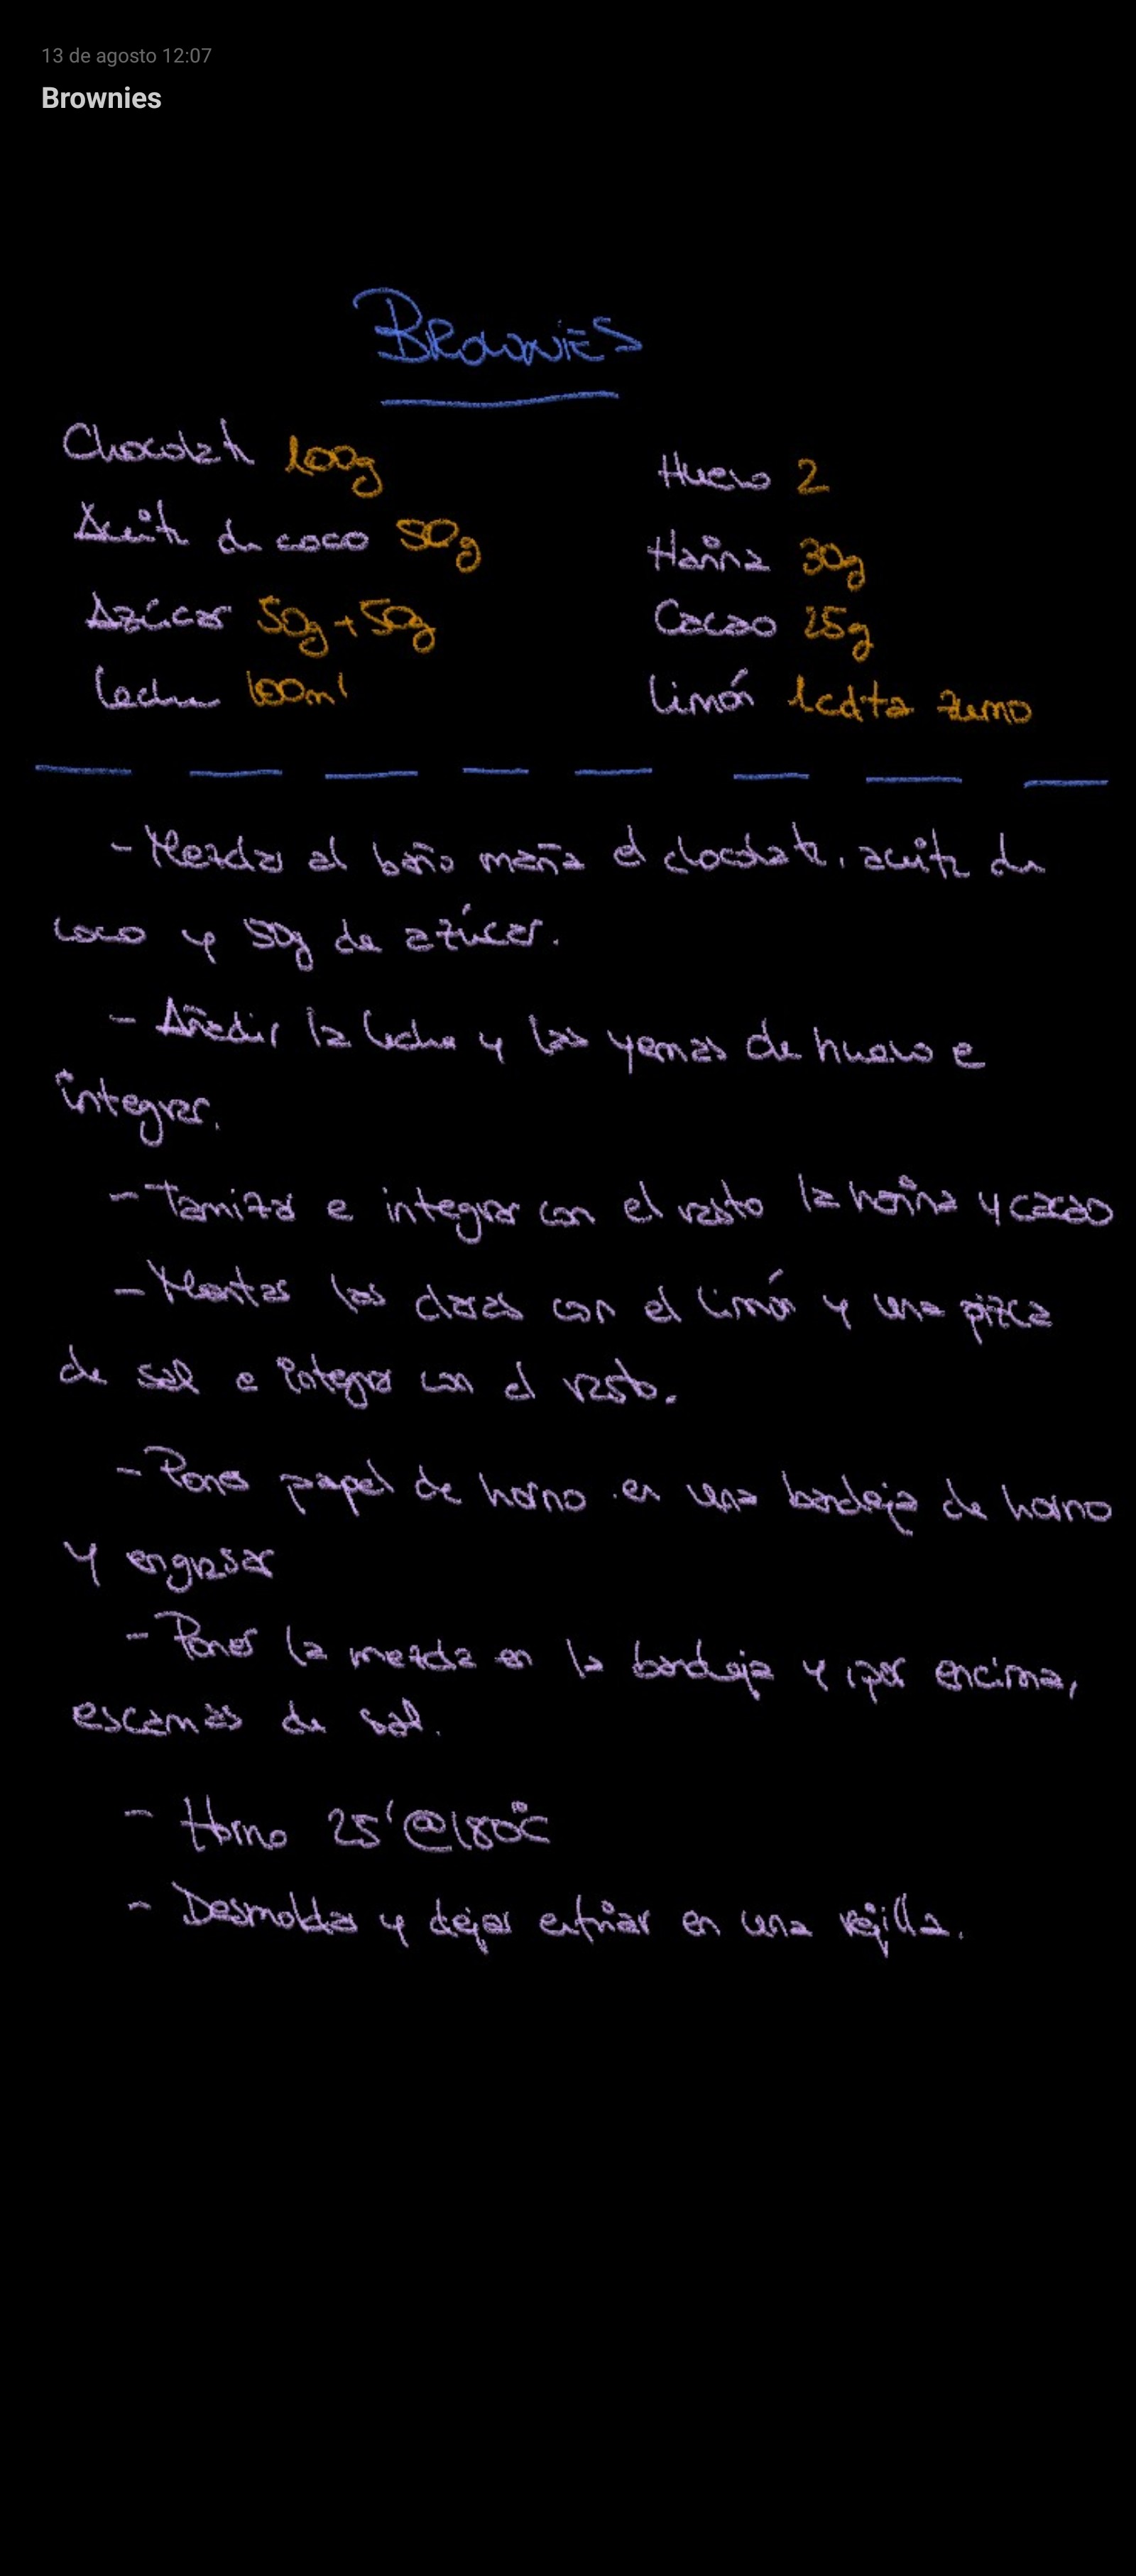 13 de agosto 12:07
Brownies
Brownies
Chocolate 100g
Huevo 2
Aceite de coco 50g
Harina 30g
Azúcar 50g + 50g
Cacao 25g
Leche 100ml
Limón 1cdta zumo
- Mezclar al baño maría el chocolate, aceite de
coco y 50g de azúcar.
- Añadir la leche y las yemas de huevo e
integrar.
- Tamizar e integrar con el resto la harina y cacao
- Montar las claras con el limón y una pizca
de sal e integrar con el resto.
- Poner papel de horno en una bandeja de horno
y engrasar
- Poner la mezcla en la bandeja y, por encima,
escamas de sal.
- Horno 25' @180°C
- Desmoldar y dejar enfriar en una rejilla.